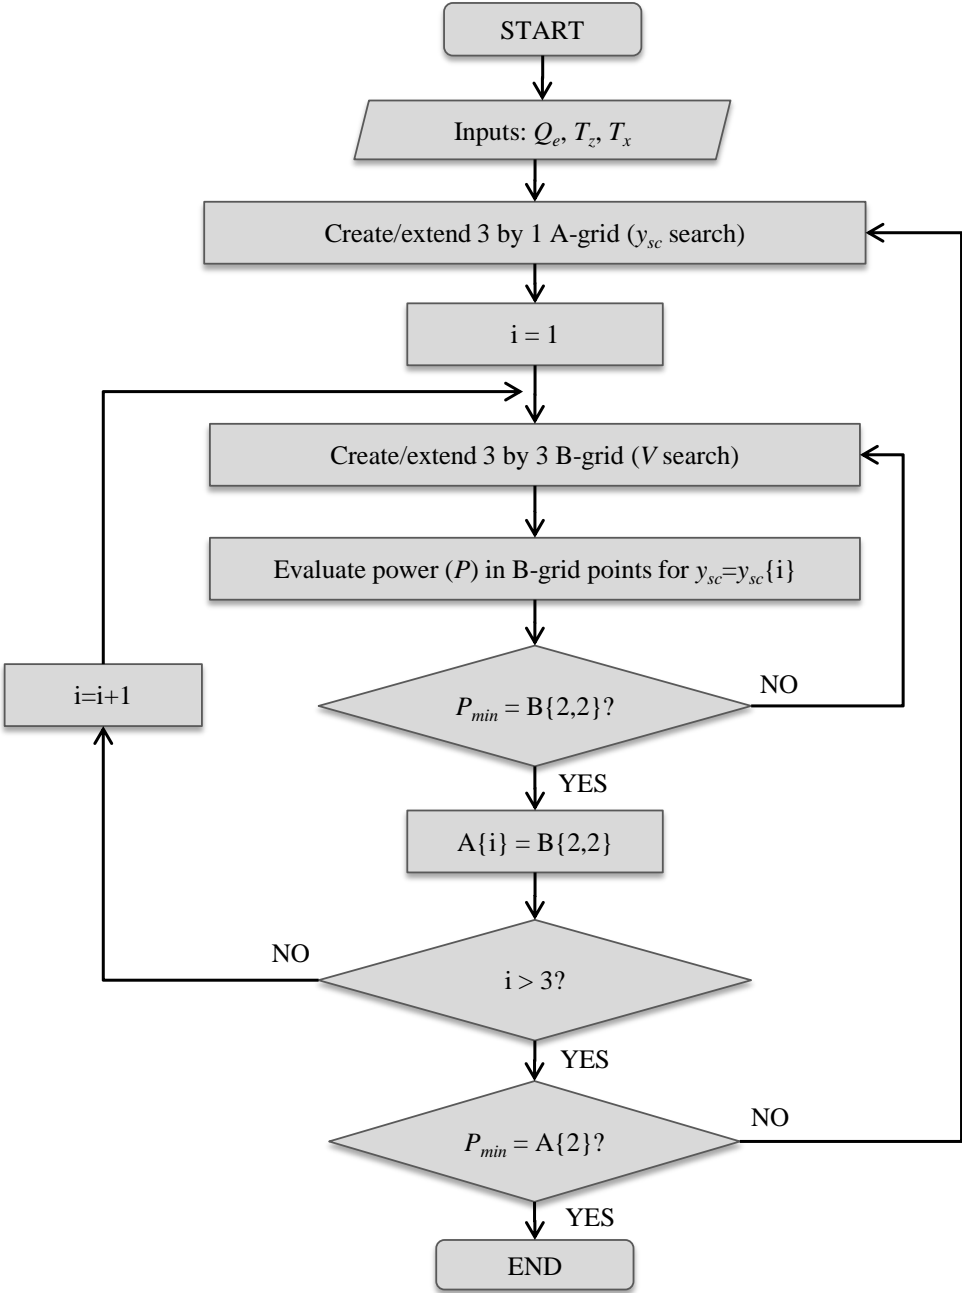 START
Inputs: Qe, Tz, Tx
Create/extend 3 by 1 A-grid (ysc search)
i = 1
Create/extend 3 by 3 B-grid (V search)
Evaluate power (P) in B-grid points for ysc=ysc{i}
i=i+1
Pmin = B{2,2}?
NO
YES
A{i} = B{2,2}
NO
i > 3?
YES
Pmin = A{2}?
NO
YES
END